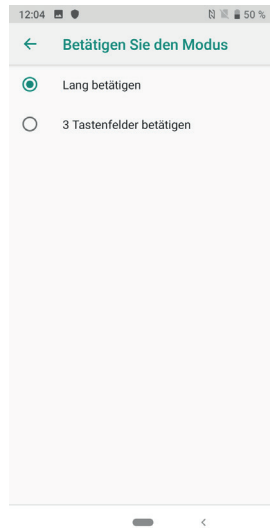 12:04 50 %
Betätigen Sie den Modus
Lang betätigen
3 Tastenfelder betätigen